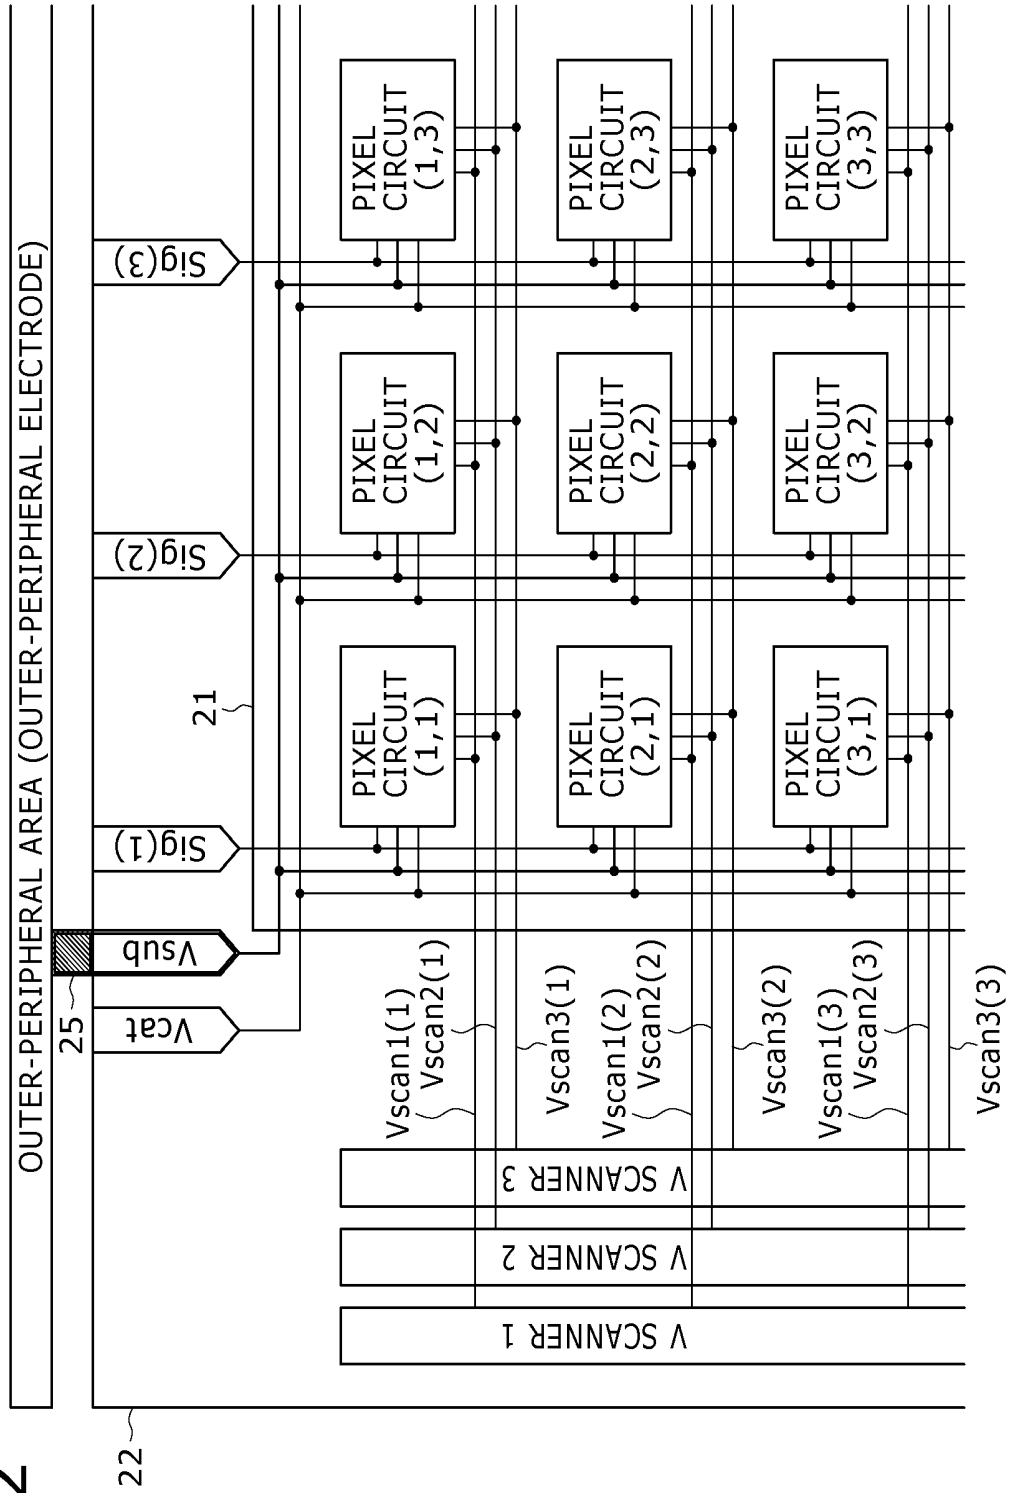 2
OUTER-PERIPHERAL AREA (OUTER-PERIPHERAL ELECTRODE)
25
Vcat
Vsub
Sig(1)
Sig(2)
Sig(3)
21
22
PIXEL
CIRCUIT
(1,1)
PIXEL
CIRCUIT
(1,2)
PIXEL
CIRCUIT
(1,3)
Vscan1(1)
Vscan2(1)
Vscan3(1)
PIXEL
CIRCUIT
(2,1)
PIXEL
CIRCUIT
(2,2)
PIXEL
CIRCUIT
(2,3)
Vscan1(2)
Vscan2(2)
Vscan3(2)
PIXEL
CIRCUIT
(3,1)
PIXEL
CIRCUIT
(3,2)
PIXEL
CIRCUIT
(3,3)
Vscan1(3)
Vscan2(3)
Vscan3(3)
V SCANNER 1
V SCANNER 2
V SCANNER 3